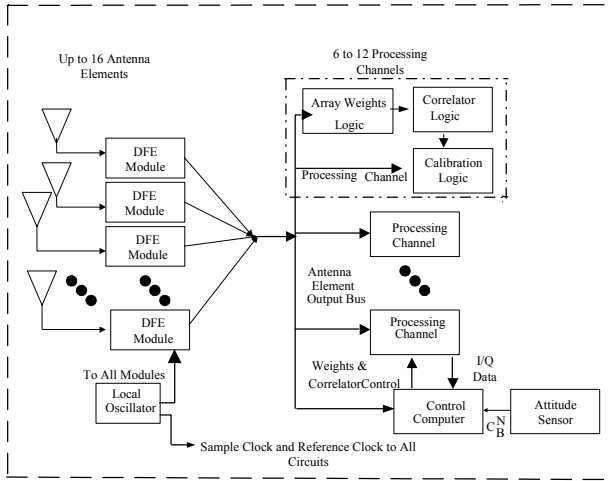 Up to 16 Antenna
Elements
6 to 12 Processing
Channels
Array Weights
Logic
Correlator
Logic
Processing Channel
Calibration
Logic
DFE
Module
DFE
Module
DFE
Module
DFE
Module
Processing
Channel
Antenna
Element
Output Bus
Processing
Channel
To All Modules
Local
Oscillator
Weights &
CorrelatorControl
I/Q
Data
Control
Computer
C N
B
Attitude
Sensor
Sample Clock and Reference Clock to All
Circuits